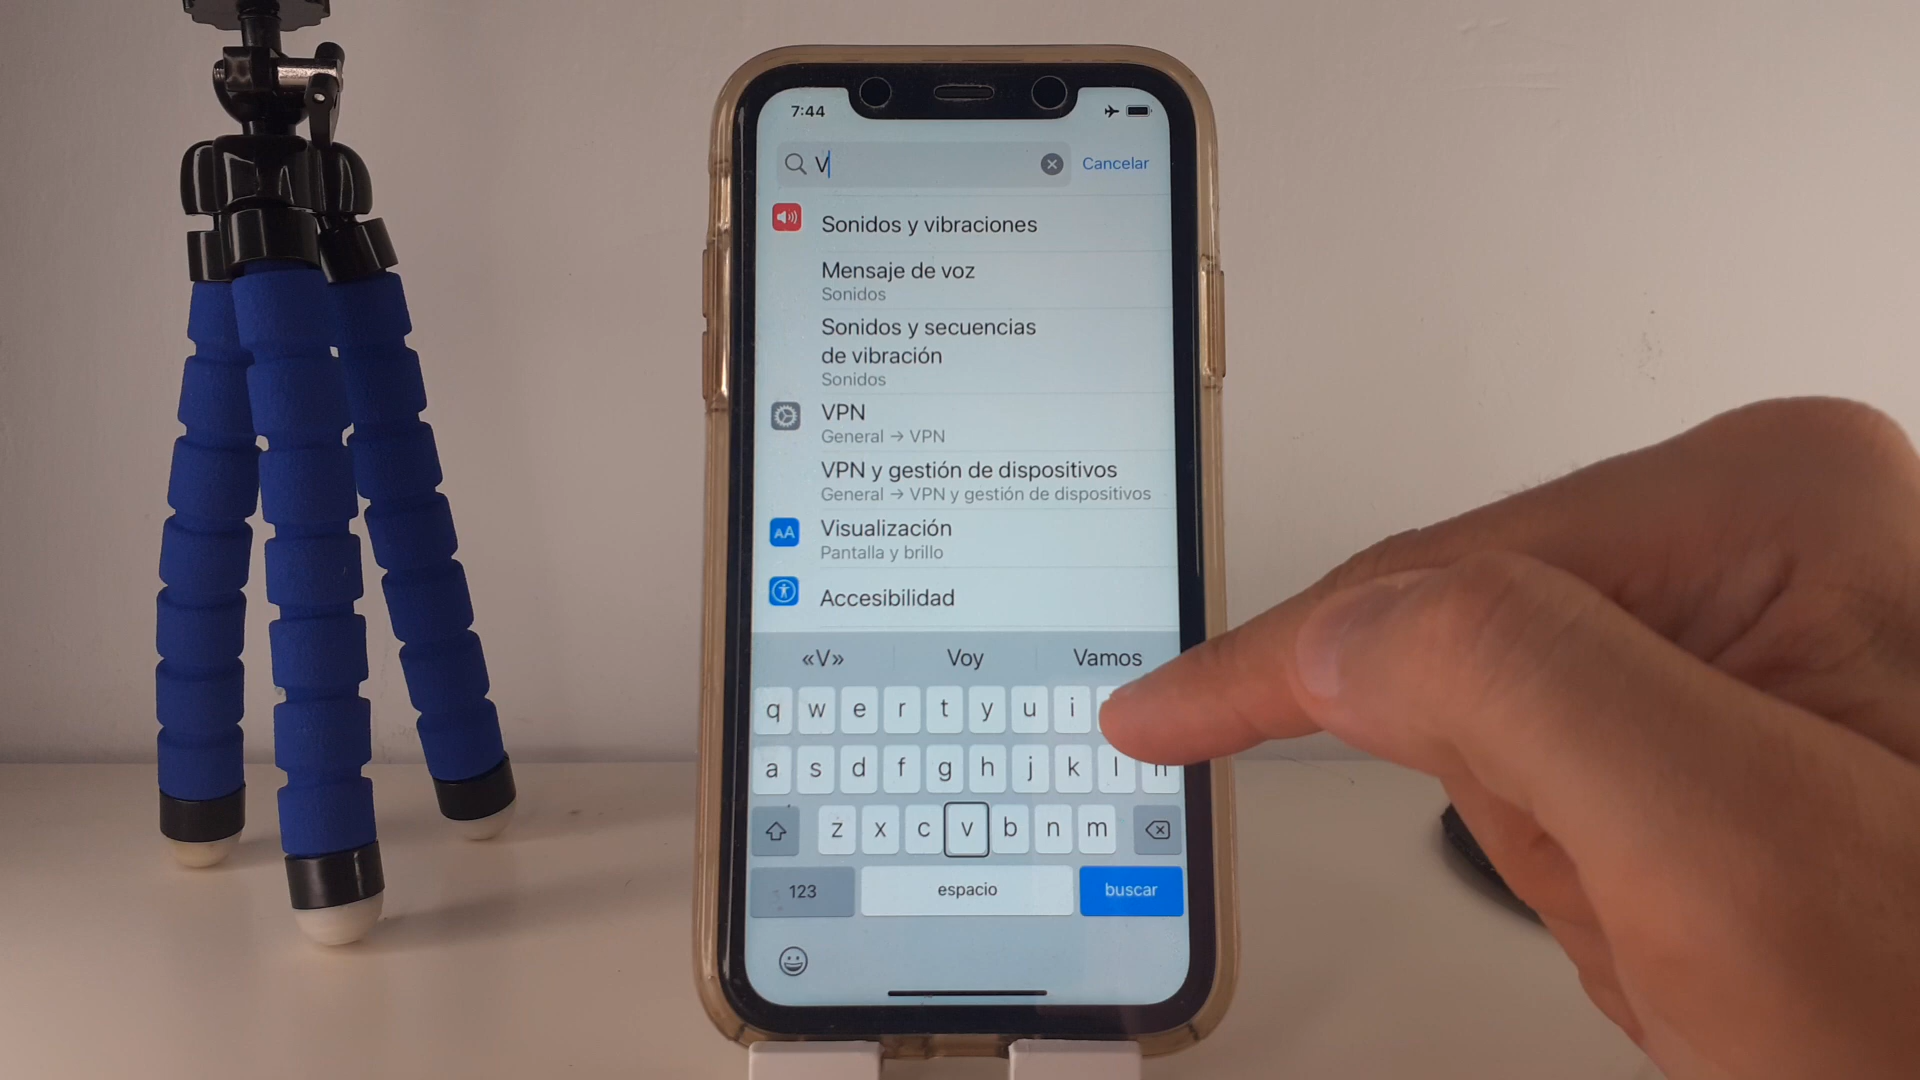 7:44
V
Cancelar
Sonidos y vibraciones
Mensaje de voz
Sonidos
Sonidos y secuencias
de vibración
Sonidos
VPN
General → VPN
VPN y gestión de dispositivos
General → VPN y gestión de dispositivos
AA
Visualización
Pantalla y brillo
Accesibilidad
«V» Voy Vamos
q w e r t y u i
a s d f g h j k l
z x c v b n m
123 espacio buscar